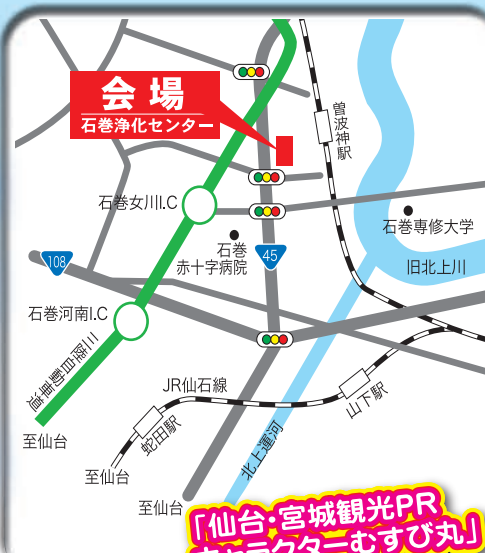 会場
石巻浄化センター
曽波神駅
石巻女川I.C
石巻専修大学
石巻
赤十字病院
45
旧北上川
108
石巻河南I.C
三陸自動車道
JR仙石線
山下駅
蛇田駅
北上運河
至仙台
至仙台
至仙台
「仙台・宮城観光PR
キャラクターむすび丸」